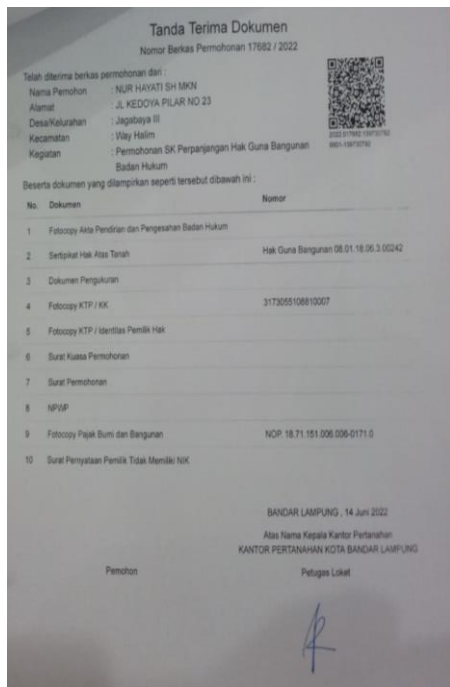 Tanda Terima Dokumen
Nomor Berkas Permohonan 17682 / 2022
Telah diterima berkas permohonan dari :
Nama Pemohon : NUR HAYATI SH MKN
Alamat : JL KEDOYA PILAR NO 23
Desa/Kelurahan : Jagabaya III
Kecamatan : Way Halim
Kegiatan : Permohonan SK Perpanjangan Hak Guna Bangunan
Badan Hukum
Beserta dokumen yang dilampirkan seperti tersebut dibawah ini :
No. Dokumen Nomor
1 Fotocopy Akte Pendirian dan Pengesahan Badan Hukum
2 Sertipikat Hak Atas Tanah Hak Guna Bangunan 08.01.18.06.3.00242
3 Dokumen Pengukuran
4 Fotocopy KTP / KK 3173055108810007
5 Fotocopy KTP / Identitas Pemilik Hak
6 Surat Kuasa Permohonan
7 Surat Permohonan
8 NPWP
9 Fotocopy Pajak Bumi dan Bangunan NOP. 18.71.151.006.006-0171.0
10 Surat Pernyataan Pemilik Tidak Memiliki NIK
BANDAR LAMPUNG , 14 Juni 2022
Atas Nama Kepala Kantor Pertanahan
KANTOR PERTANAHAN KOTA BANDAR LAMPUNG
Pemohon Petugas Loket